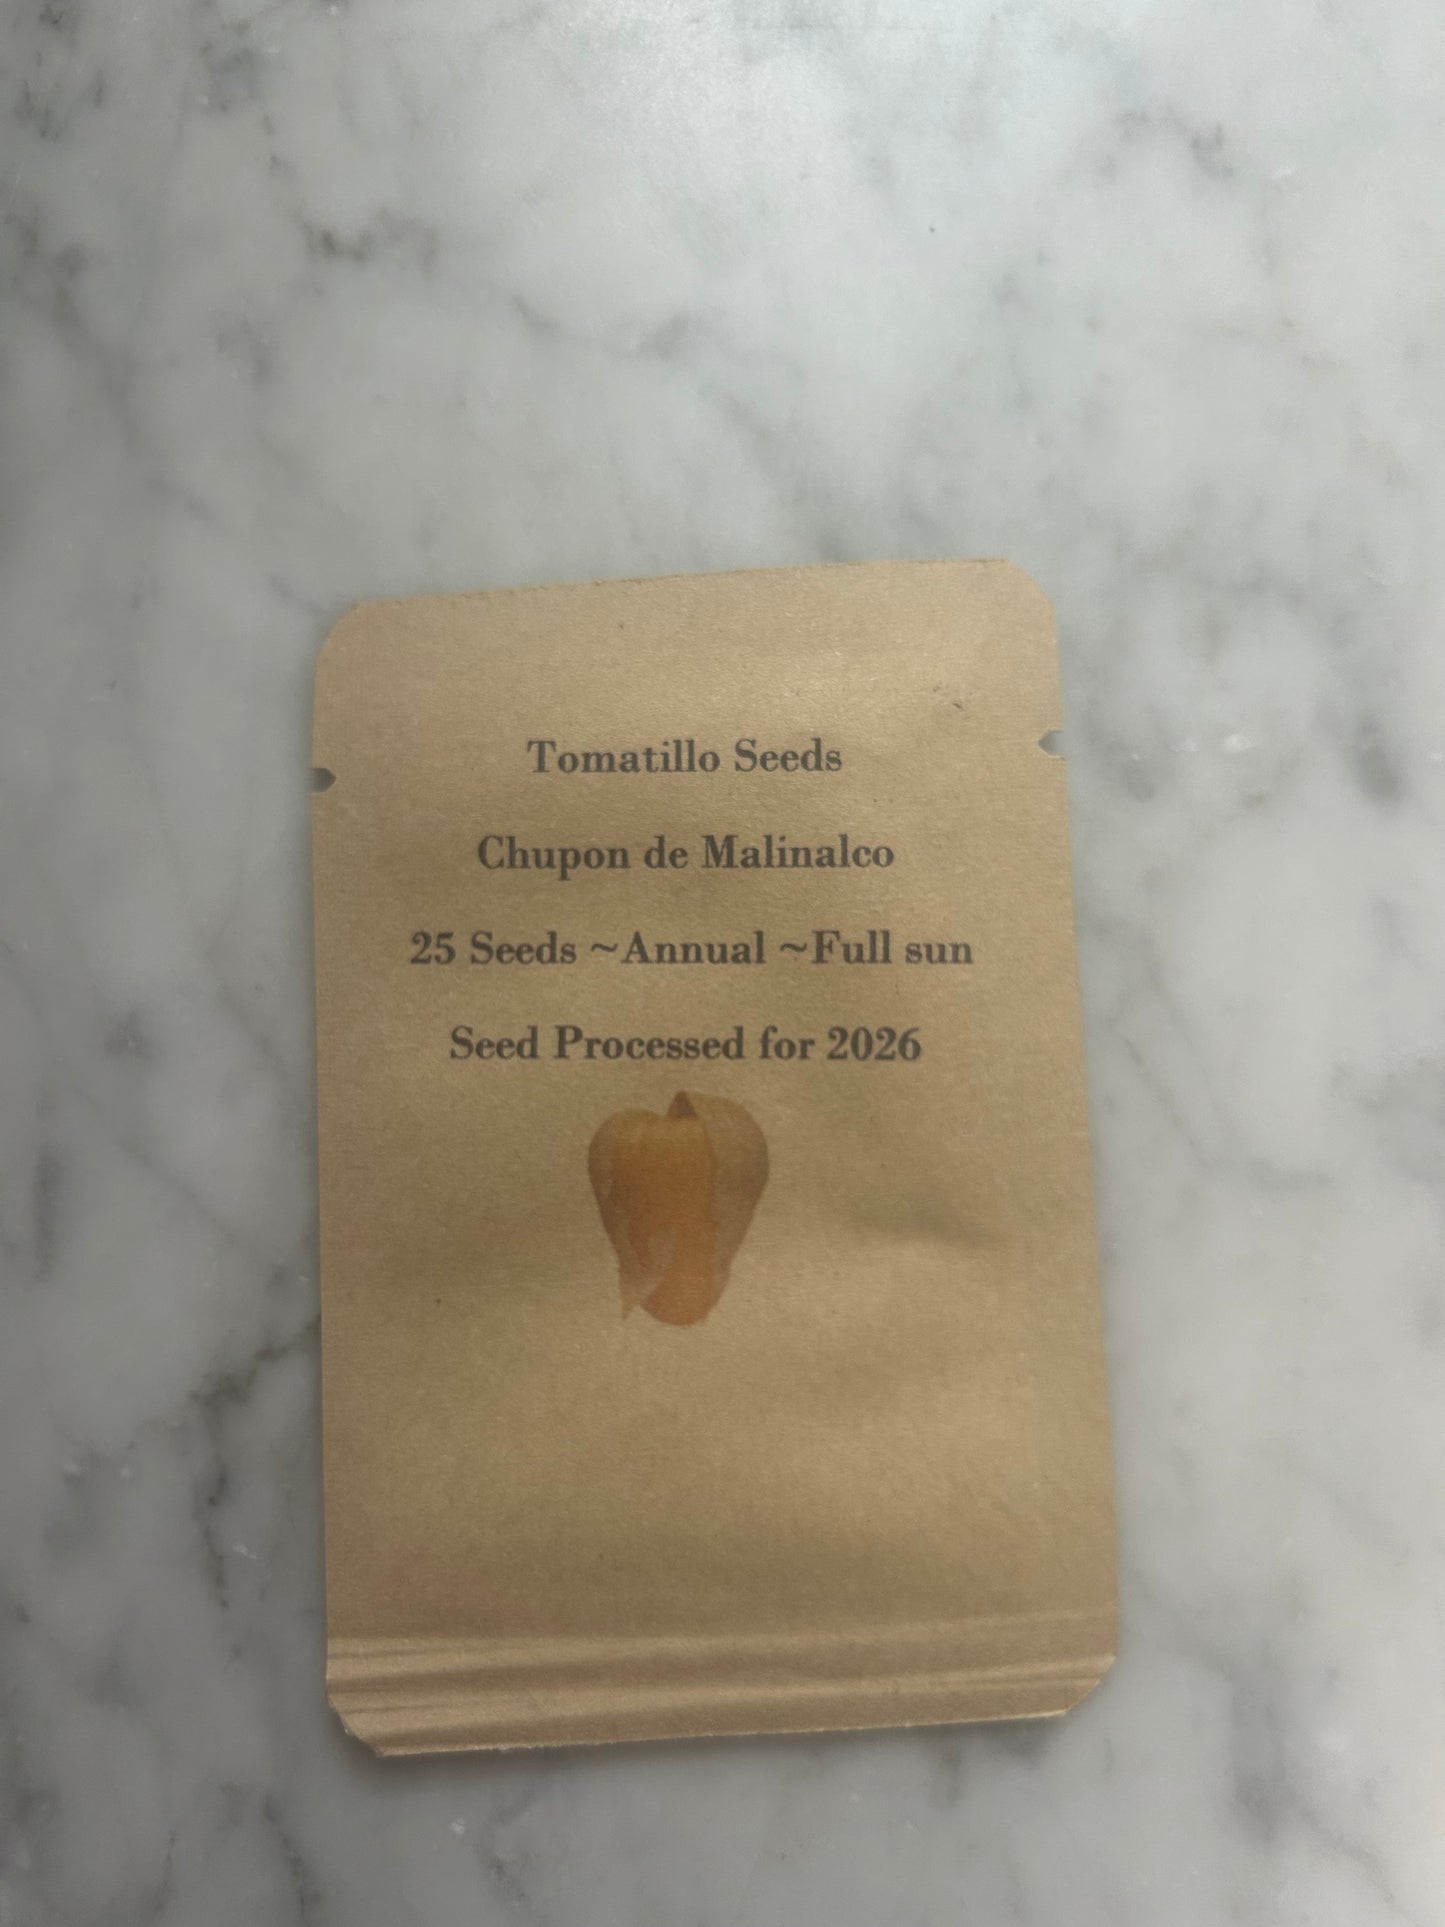 Tomatillo Seeds
Chupon de Malinalco
25 Seeds ~Annual ~Full sun
Seed Processed for 2026